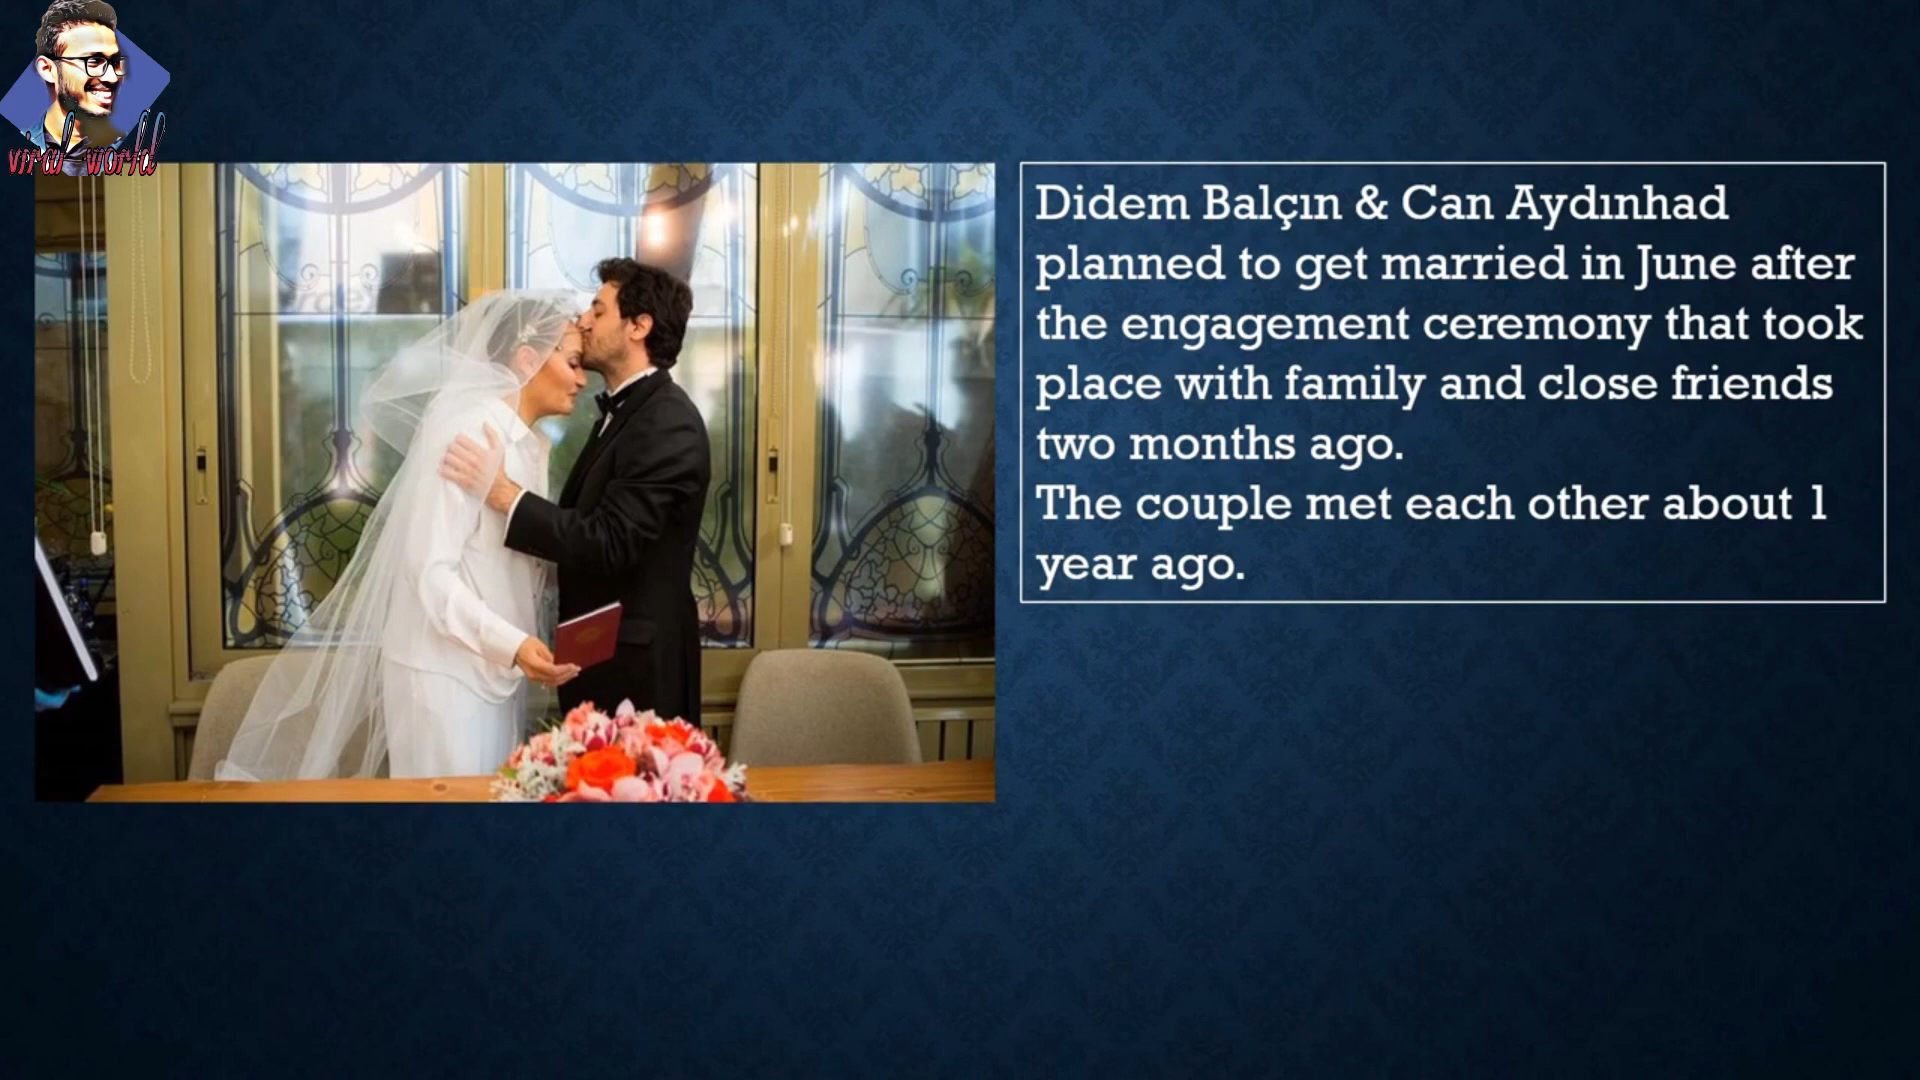 viral world
Didem Balçın & Can Aydınhad
planned to get married in June after
the engagement ceremony that took
place with family and close friends
two months ago.
The couple met each other about 1
year ago.